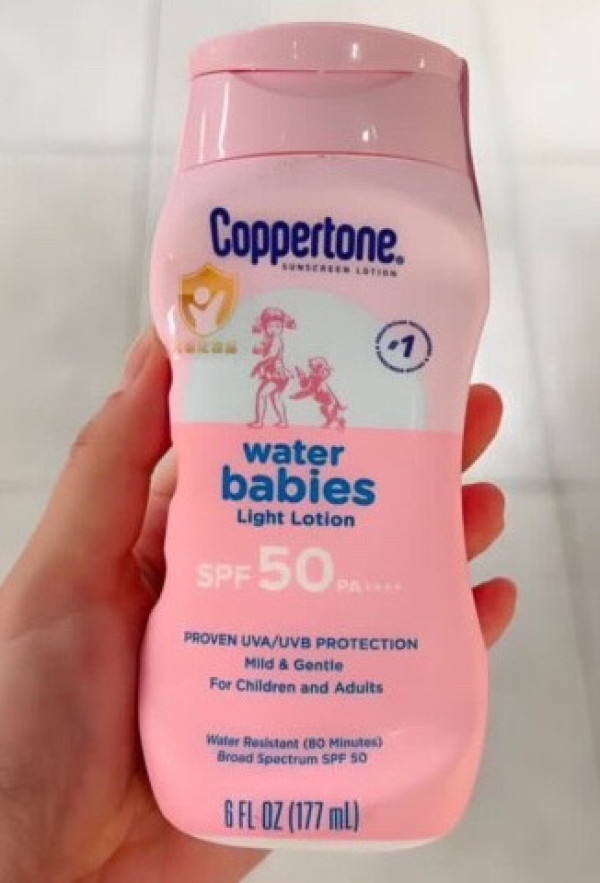 Coppertone®
SUNSCREEN LOTION
#1
water
babies
Light Lotion
SPF 50 PA++++
PROVEN UVA/UVB PROTECTION
Mild & Gentle
For Children and Adults
Water Resistant (80 Minutes)
Broad Spectrum SPF 50
6 FL OZ (177 mL)